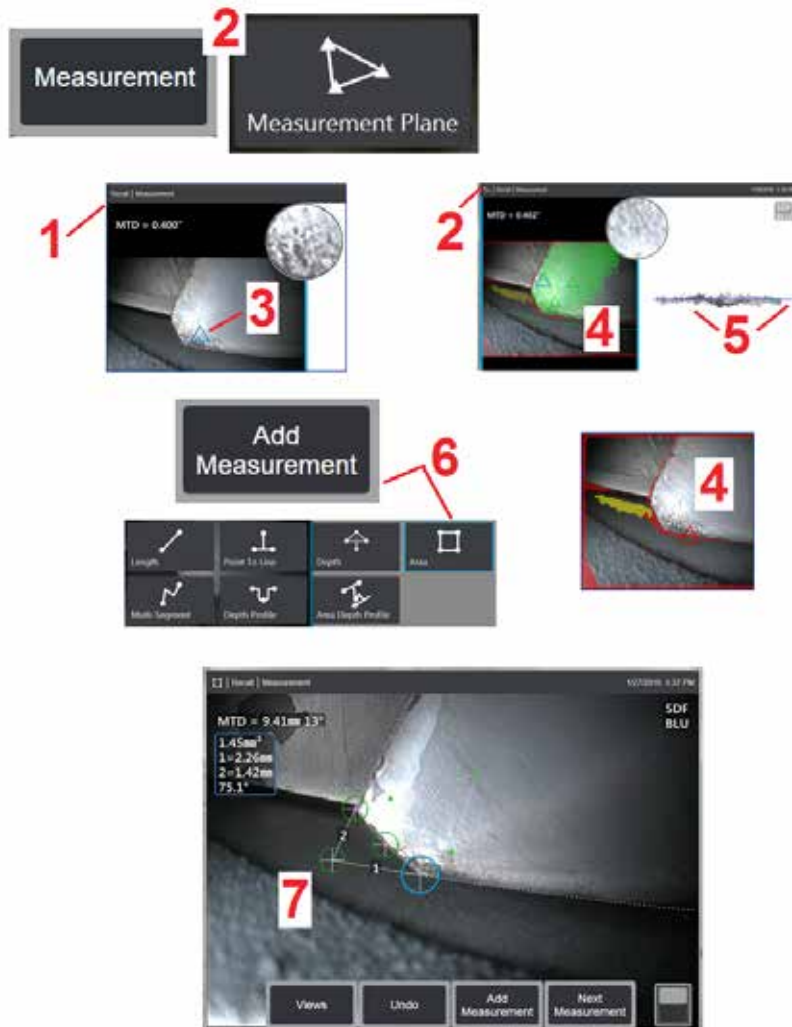 2
Measurement
Measurement Plane
1
MTD = 0.400"
3
2
MTD = 0.402"
4
5
Add
Measurement
6
4
Length
Point To Line
Depth
Area
Multi Segment
Depth Profile
Area Depth Profile
Recall | Measurement
MTD = 9.41mm 13°
SDF
BLU
1.45mm²
1=2.26mm
2=1.42mm
75.1°
2
1
7
Views
Undo
Add
Measurement
Next
Measurement